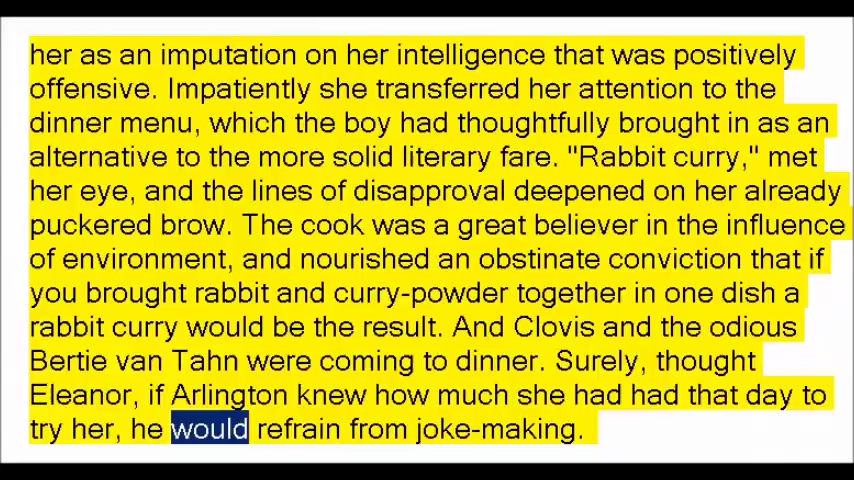 her as an imputation on her intelligence that was positively
offensive. Impatiently she transferred her attention to the
dinner menu, which the boy had thoughtfully brought in as an
alternative to the more solid literary fare. "Rabbit curry," met
her eye, and the lines of disapproval deepened on her already
puckered brow. The cook was a great believer in the influence
of environment, and nourished an obstinate conviction that if
you brought rabbit and curry-powder together in one dish a
rabbit curry would be the result. And Clovis and the odious
Bertie van Tahn were coming to dinner. Surely, thought
Eleanor, if Arlington knew how much she had had that day to
try her, he would refrain from joke-making.